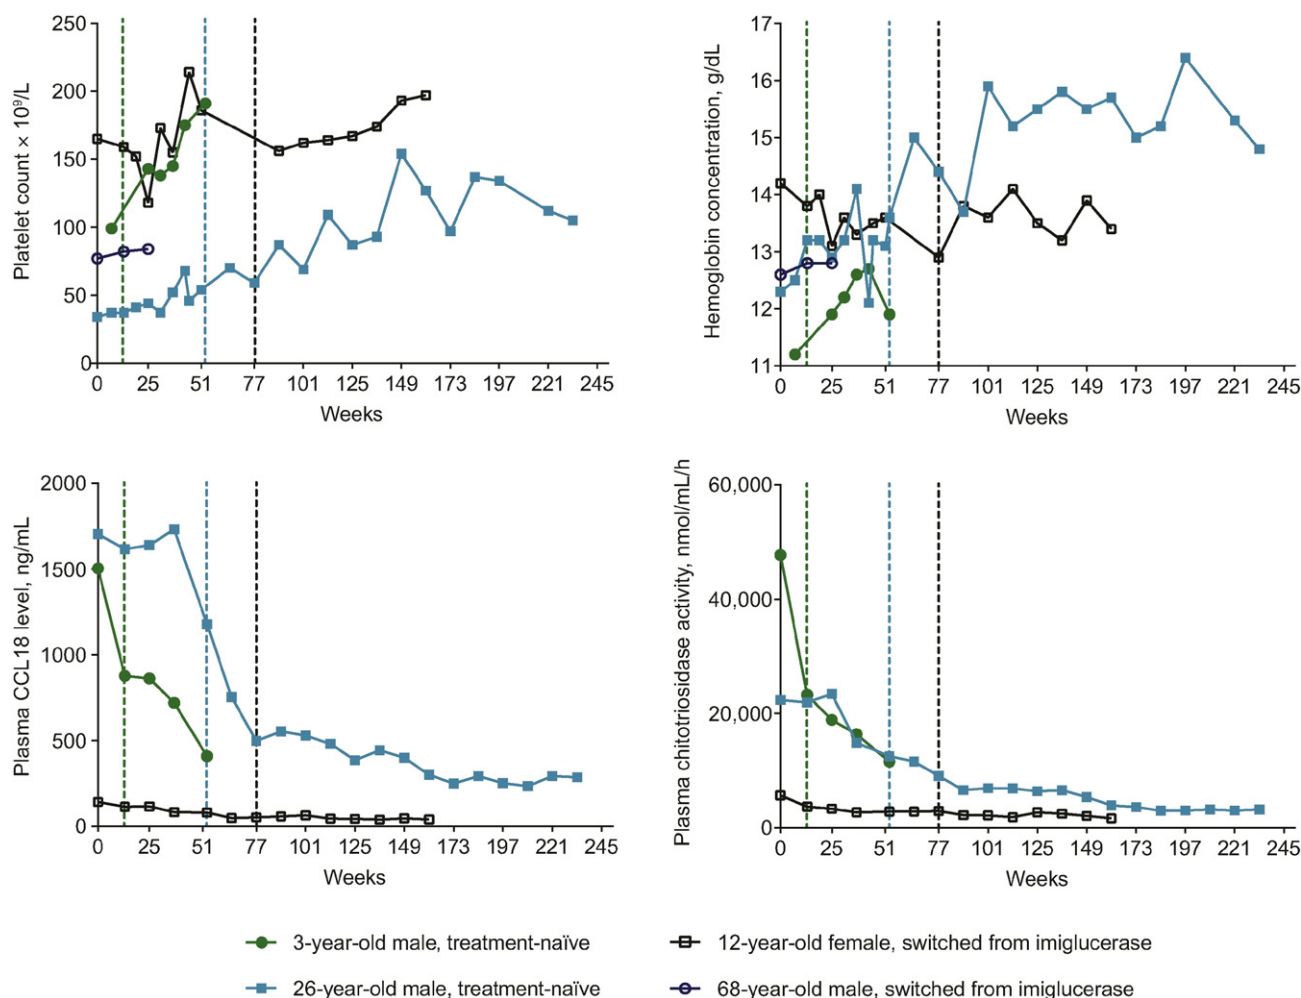 Platelet count × 10⁹/L
250
200
150
100
50
0
0 25 51 77 101 125 149 173 197 221 245
Weeks
Hemoglobin concentration, g/dL
17
16
15
14
13
12
11
0 25 51 77 101 125 149 173 197 221 245
Weeks
Plasma CCL18 level, ng/mL
2000
1500
1000
500
0
0 25 51 77 101 125 149 173 197 221 245
Weeks
Plasma chitotriosidase activity, nmol/mL/h
60,000
40,000
20,000
0
0 25 51 77 101 125 149 173 197 221 245
Weeks
3-year-old male, treatment-naïve
12-year-old female, switched from imiglucerase
26-year-old male, treatment-naïve
68-year-old male, switched from imiglucerase